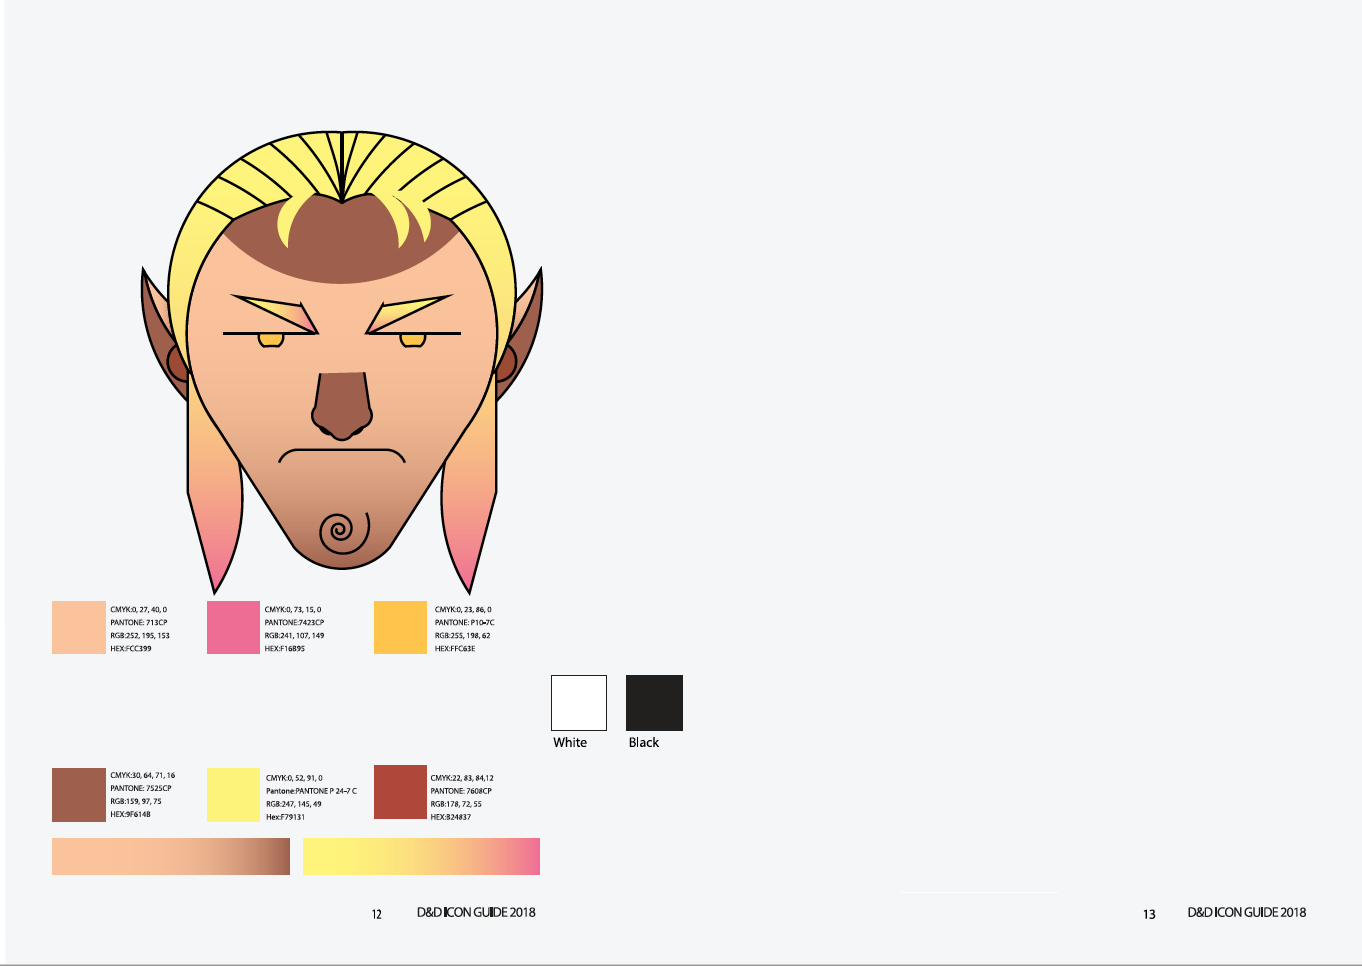 CMYK:0, 27, 40, 0
PANTONE: 713CP
RGB:252, 195, 153
HEX:FCC399
CMYK:0, 73, 15, 0
PANTONE:7423CP
RGB:241, 107, 149
HEX:F16B95
CMYK:0, 23, 86, 0
PANTONE: P10-7C
RGB:255, 198, 62
HEX:FFC63E
White
Black
CMYK:30, 64, 71, 16
PANTONE: 7525CP
RGB:159, 97, 75
HEX:9F614B
CMYK:0, 52, 91, 0
Pantone:PANTONE P 24-7 C
RGB:247, 145, 49
Hex:F79131
CMYK:22, 83, 84,12
PANTONE: 7608CP
RGB:178, 72, 55
HEX:B24837
12 D&D ICON GUIDE 2018
13 D&D ICON GUIDE 2018